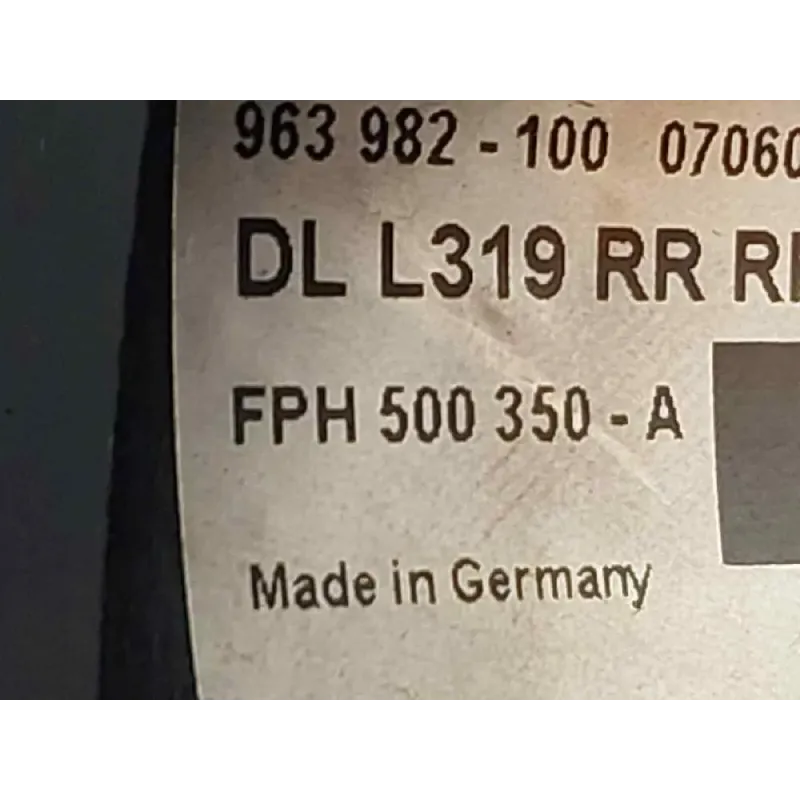 963 982 - 100 07060
DL L319 RR
FPH 500 350 - A
Made in Germany